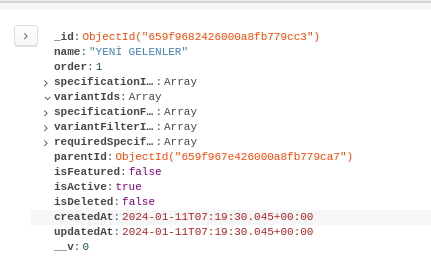 _id: ObjectId("659f9682426000a8fb779cc3")
name: "YENİ GELENLER"
order: 1
specificationI…: Array
variantIds: Array
specificationF…: Array
variantFilterI…: Array
requiredSpecif…: Array
parentId: ObjectId("659f967e426000a8fb779ca7")
isFeatured: false
isActive: true
isDeleted: false
createdAt: 2024-01-11T07:19:30.045+00:00
updatedAt: 2024-01-11T07:19:30.045+00:00
__v: 0